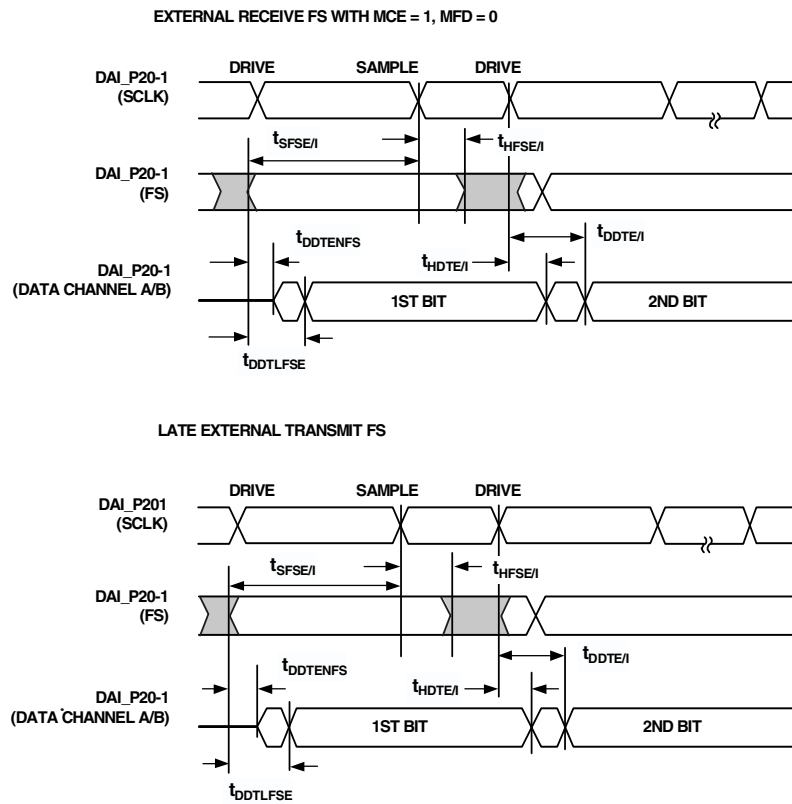 EXTERNAL RECEIVE FS WITH MCE = 1, MFD = 0
DRIVE SAMPLE DRIVE
DAI_P20-1
(SCLK)
tSFSE/I tHFSE/I
DAI_P20-1
(FS)
tDDTENFS tHDTE/I tDDTE/I
DAI_P20-1
(DATA CHANNEL A/B)
1ST BIT 2ND BIT
tDDTLFSE
LATE EXTERNAL TRANSMIT FS
DRIVE SAMPLE DRIVE
DAI_P201
(SCLK)
tSFSE/I tHFSE/I
DAI_P20-1
(FS)
tDDTENFS tHDTE/I tDDTE/I
DAI_P20-1
(DATA CHANNEL A/B)
1ST BIT 2ND BIT
tDDTLFSE